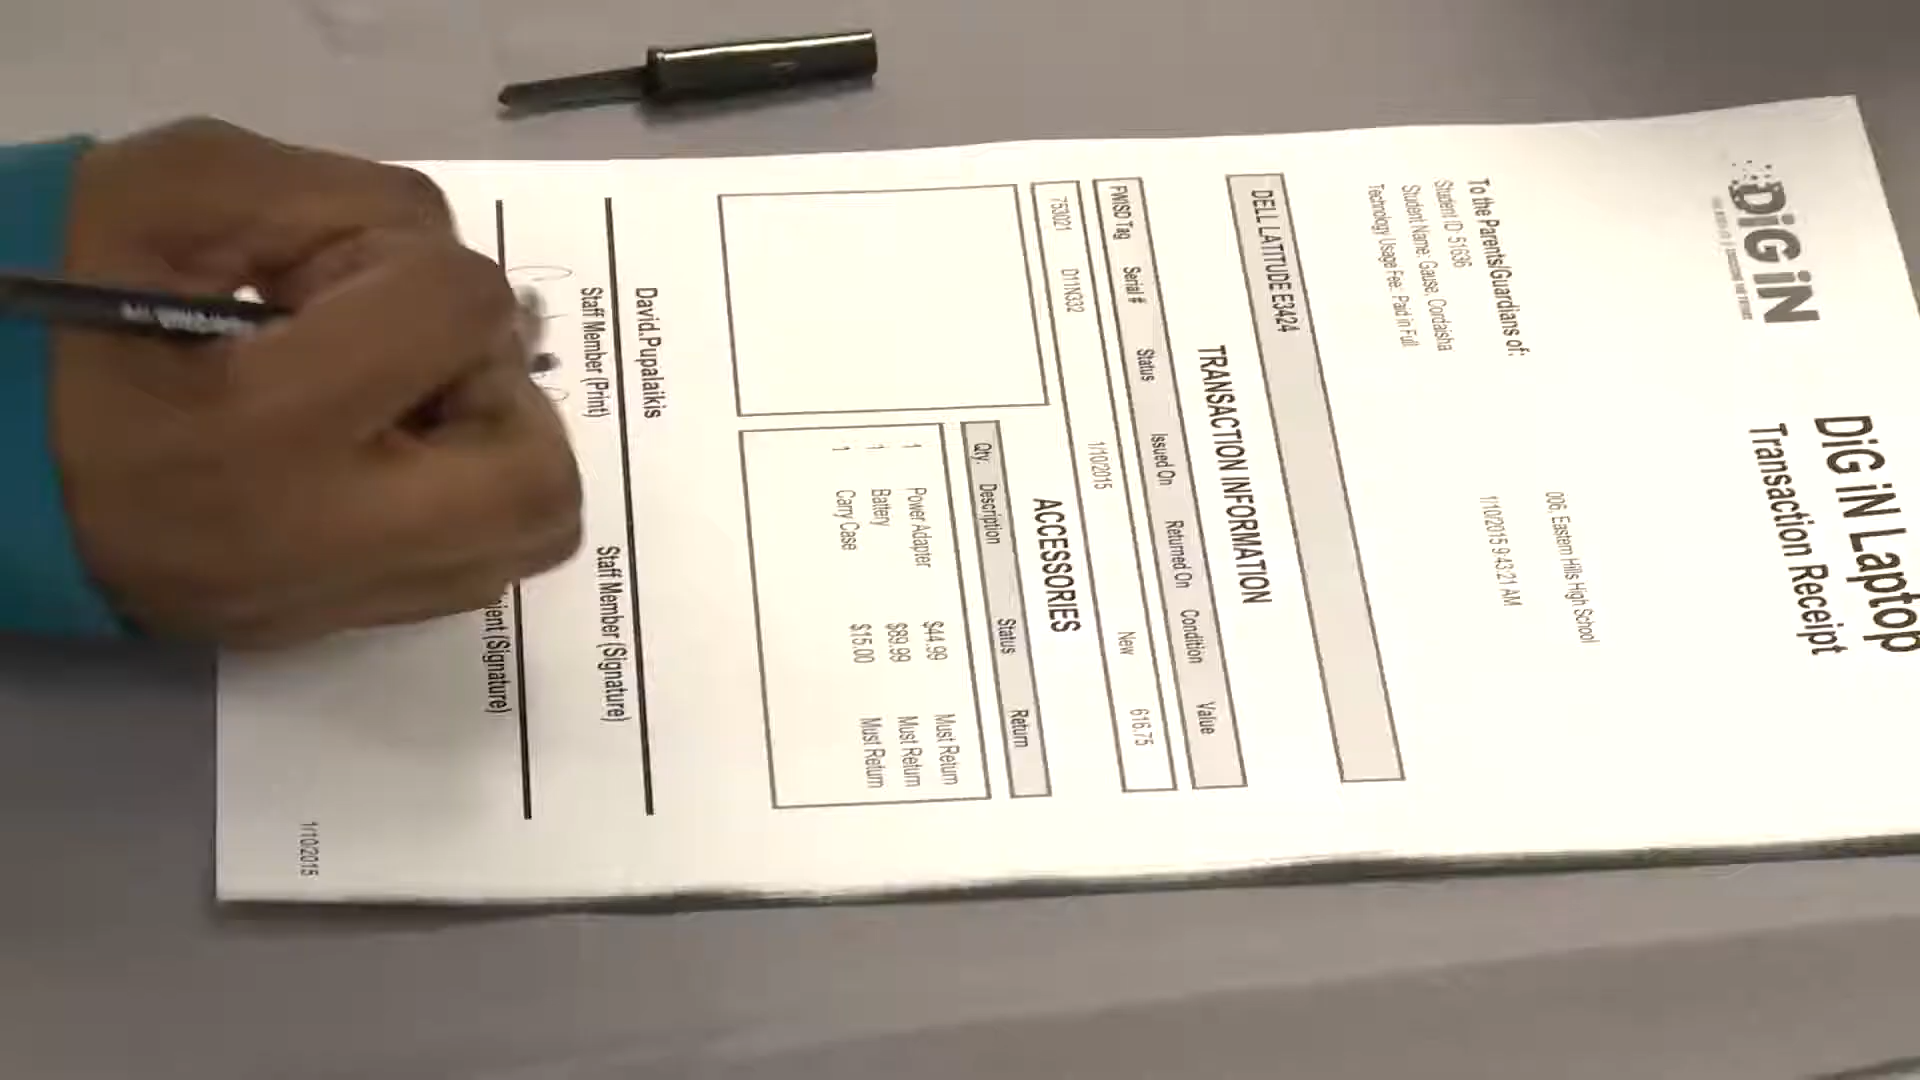 DiG iN
DiG iN Laptop
Transaction Receipt
006, Eastern Hills High School
1/10/2015 9:43:21 AM
To the Parents/Guardians of:
Student ID: 51636
Student Name: Gause, Cordaisha
Technology Usage Fee: Paid in Full
TRANSACTION INFORMATION
DELL LATITUDE E3424
FWISD Tag Serial # Status Issued On Returned On Condition Value
753021 D11N332 1/10/2015 New 616.75
ACCESSORIES
Qty. Description Status Return
1 Power Adapter $44.99 Must Return
1 Battery $89.99 Must Return
1 Carry Case $15.00 Must Return
David.Pupalaikis
Staff Member (Print) Staff Member (Signature)
(Signature)
1/10/2015